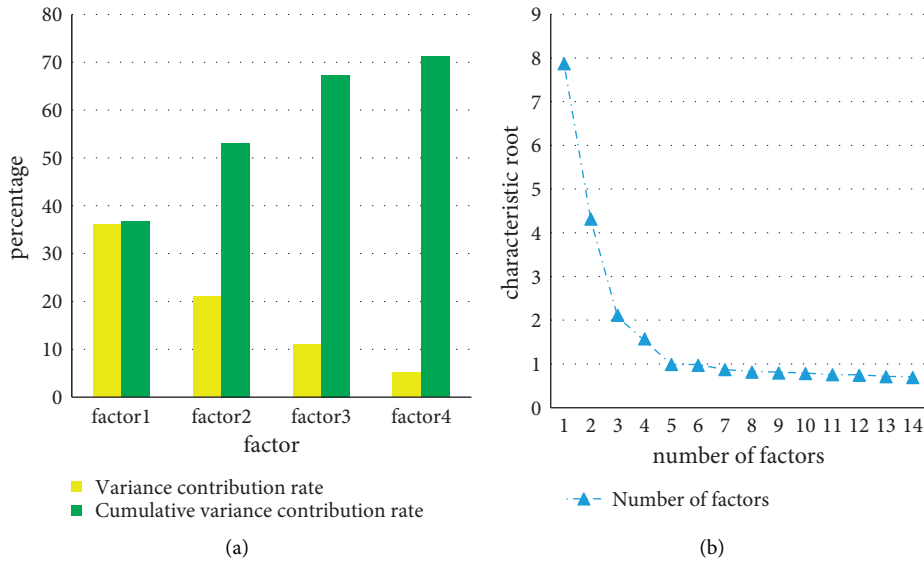 80
70
60
50
40
30
20
10
0
percentage
factor1 factor2 factor3 factor4
factor
Variance contribution rate
Cumulative variance contribution rate
(a)
9
8
7
6
5
4
3
2
1
0
characteristic root
1 2 3 4 5 6 7 8 9 10 11 12 13 14
number of factors
Number of factors
(b)